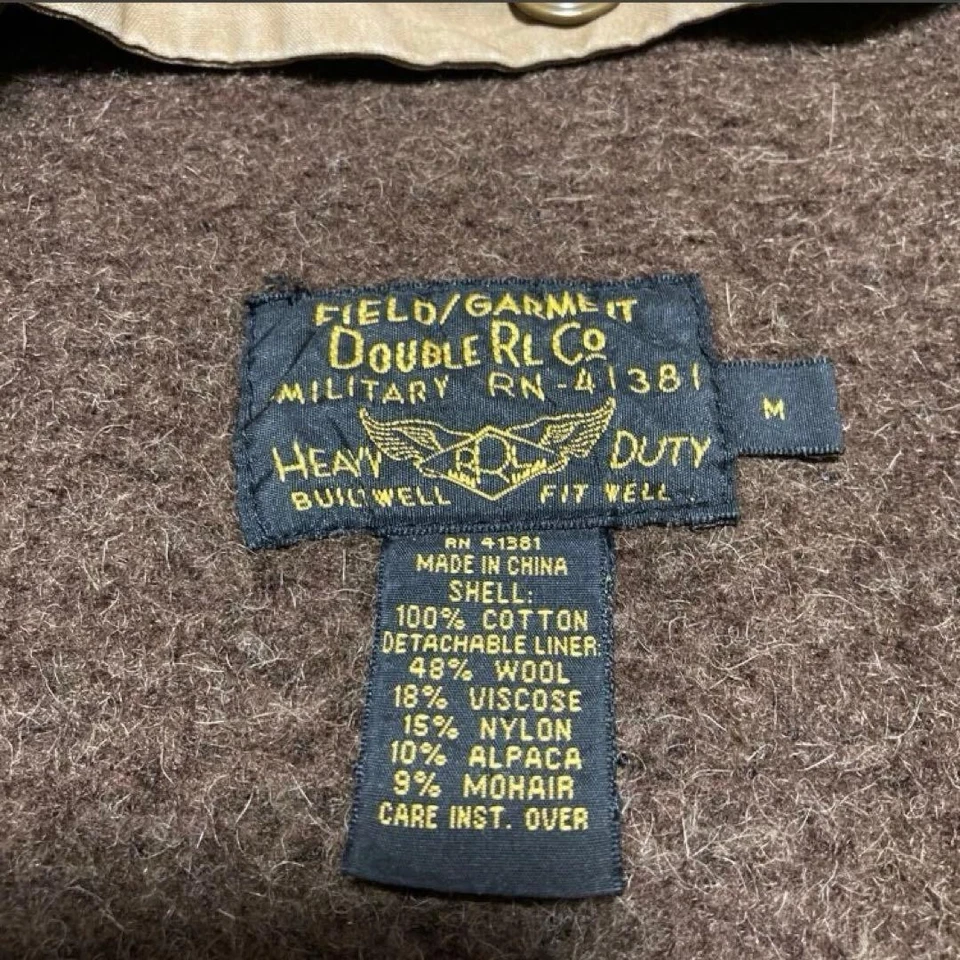 FIELD/GARMENT
DOUBLE RL CO
MILITARY RN-41381
HEAVY RRL DUTY
BUILT WELL FIT WELL
M
RN 41381
MADE IN CHINA
SHELL:
100% COTTON
DETACHABLE LINER:
48% WOOL
18% VISCOSE
15% NYLON
10% ALPACA
9% MOHAIR
CARE INST. OVER